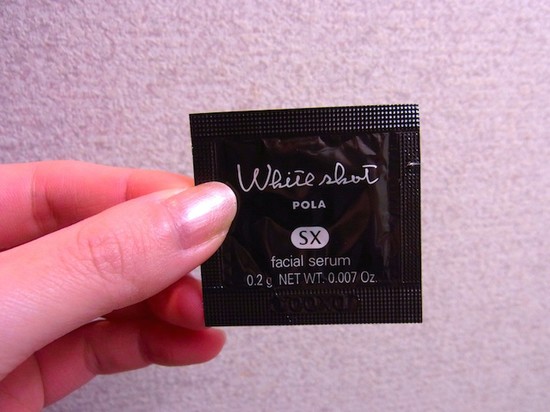 White shot
POLA
SX
facial serum
0.2 g NET WT. 0.007 Oz.